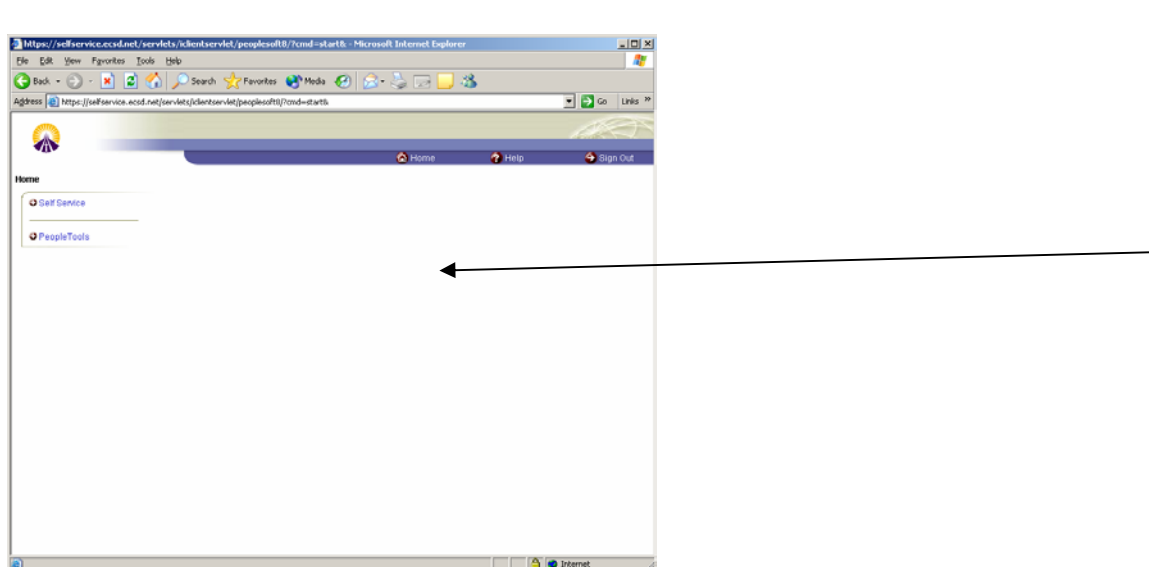 https://selfservice.ecsd.net/servlets/iclientservlet/peoplesoft8/?cmd=start& - Microsoft Internet Explorer
File Edit View Favorites Tools Help
Back Search Favorites Media
Address https://selfservice.ecsd.net/servlets/iclientservlet/peoplesoft8/?cmd=start& Go Links »
Home Help Sign Out
Home
Self Service
PeopleTools
Internet